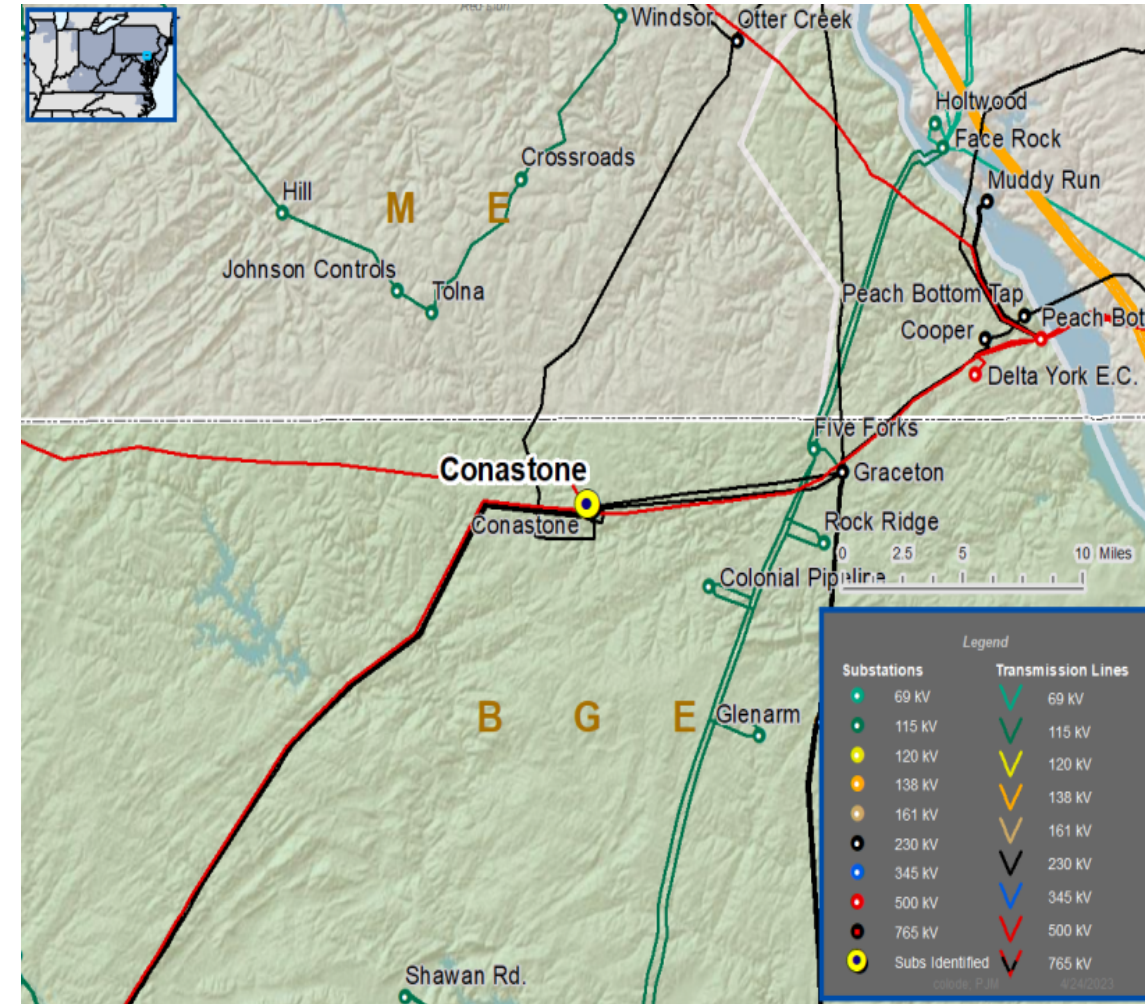 Red Lion
Windsor
Otter Creek
Holtwood
Face Rock
Crossroads
Muddy Run
Hill
M E
Johnson Controls
Tolna
Peach Bottom Tap
Peach Bot
Cooper
Delta York E.C.
Five Forks
Conastone
Graceton
Conastone
Rock Ridge
0 2.5 5 10 Miles
Colonial Pipeline
B G E
Glenarm
Shawan Rd.
Legend
Substations Transmission Lines
69 kV 69 kV
115 kV 115 kV
120 kV 120 kV
138 kV 138 kV
161 kV 161 kV
230 kV 230 kV
345 kV 345 kV
500 kV 500 kV
765 kV 765 kV
Subs Identified
colode, PJM 4/24/2023